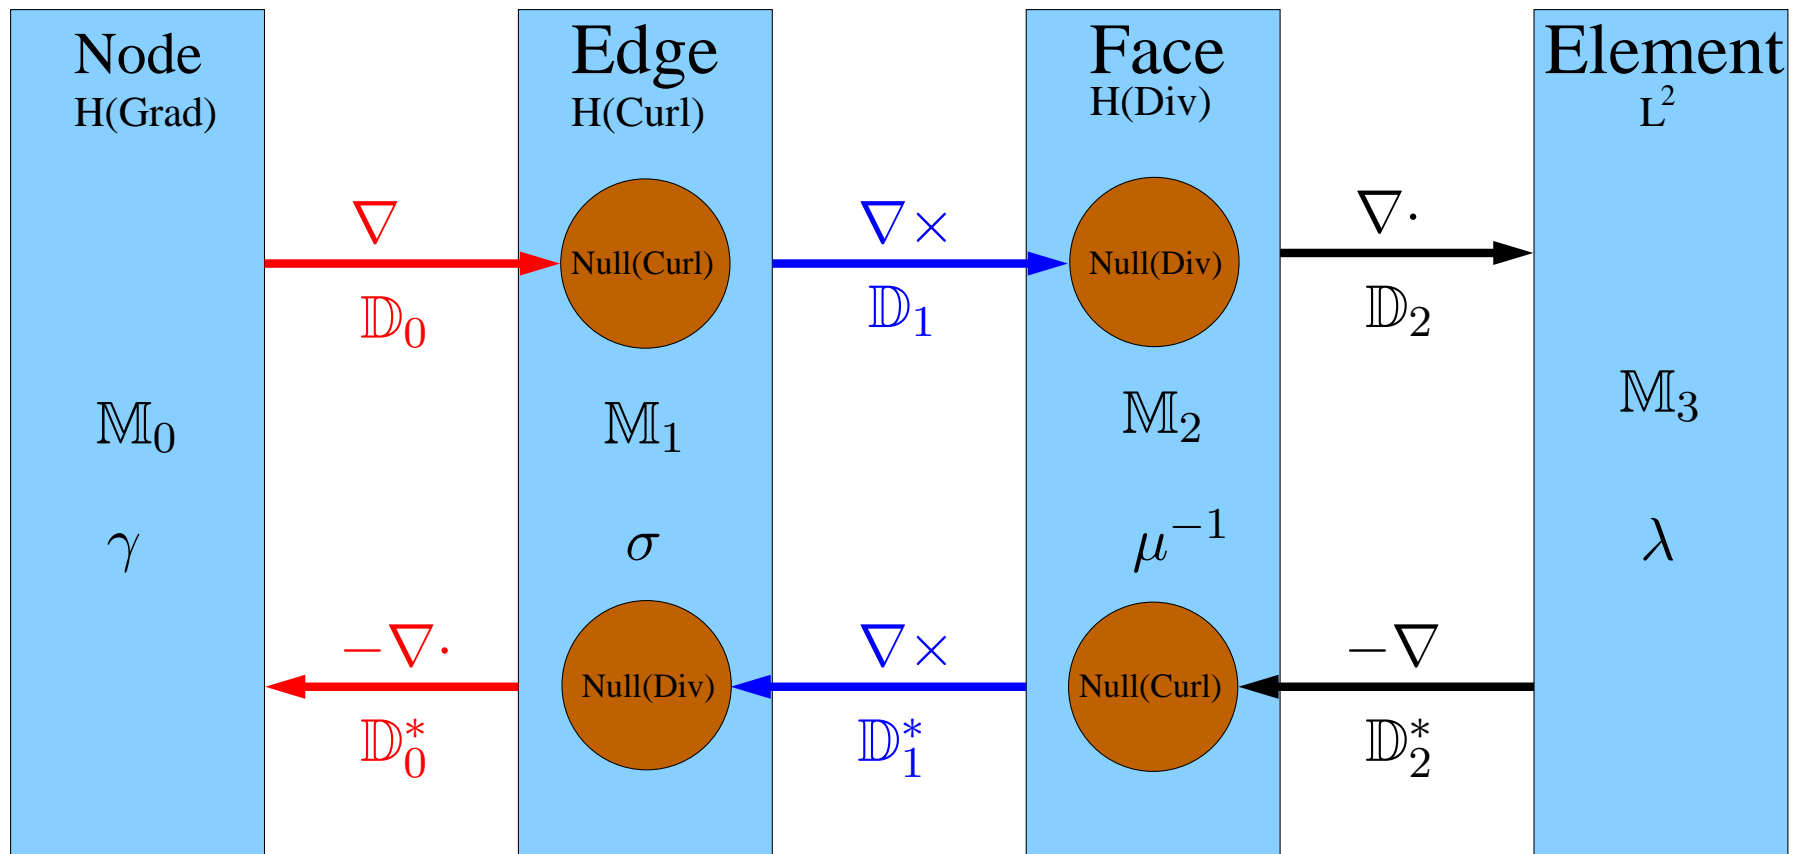 Node
H(Grad)
𝕄₀
γ
∇
𝔻₀
−∇·
𝔻₀*
Edge
H(Curl)
Null(Curl)
𝕄₁
σ
Null(Div)
∇×
𝔻₁
∇×
𝔻₁*
Face
H(Div)
Null(Div)
𝕄₂
μ⁻¹
Null(Curl)
∇·
𝔻₂
−∇
𝔻₂*
Element
L²
𝕄₃
λ